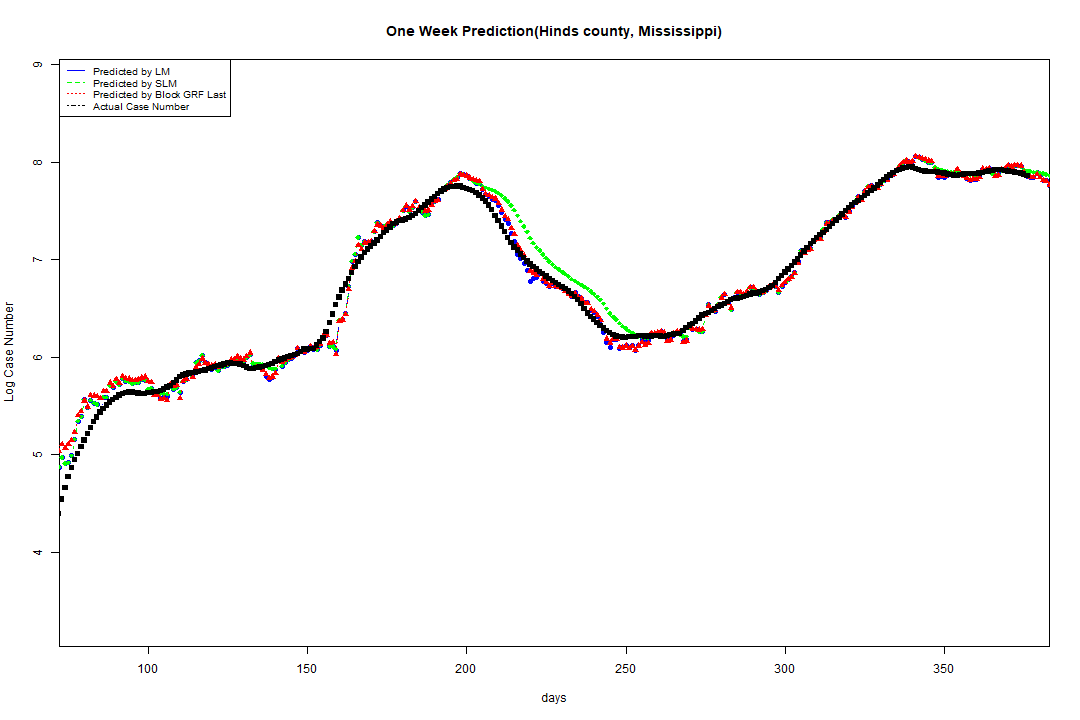 One Week Prediction(Hinds county, Mississippi)
Predicted by LM
Predicted by SLM
Predicted by Block GRF Last
Actual Case Number
9
8
7
6
5
4
Log Case Number
100
150
200
250
300
350
days